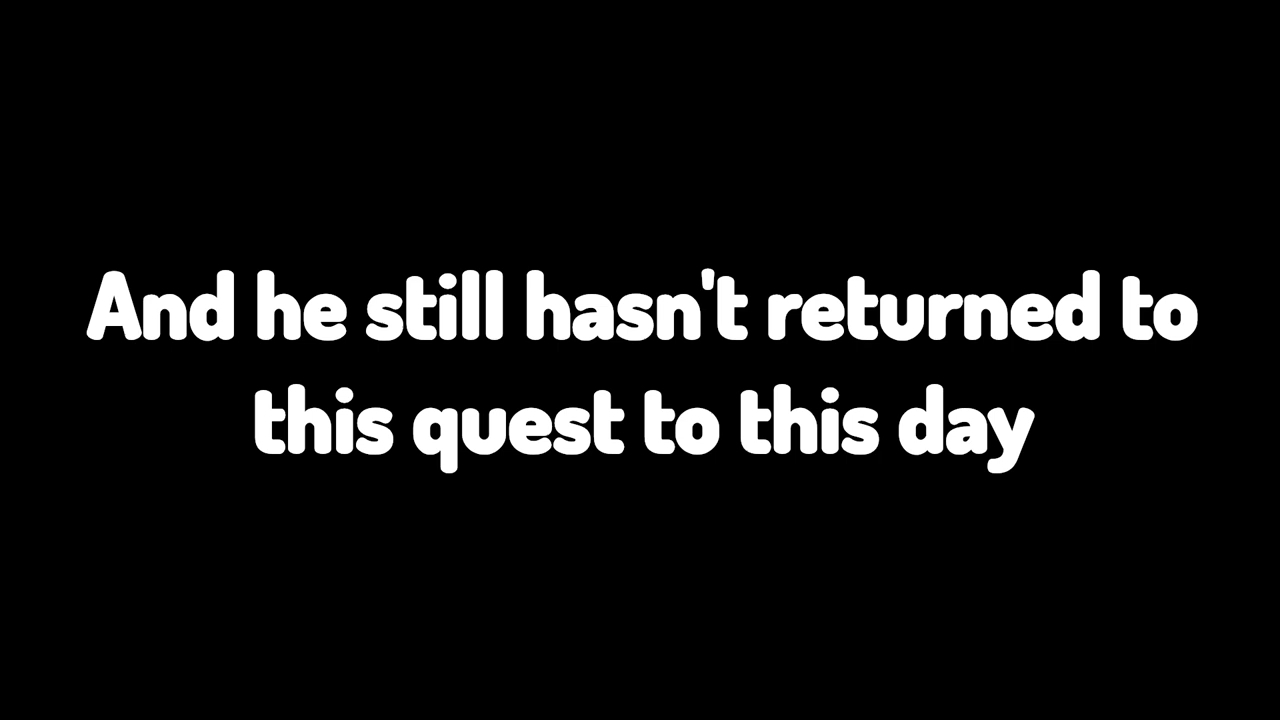 And he still hasn't returned to
this quest to this day